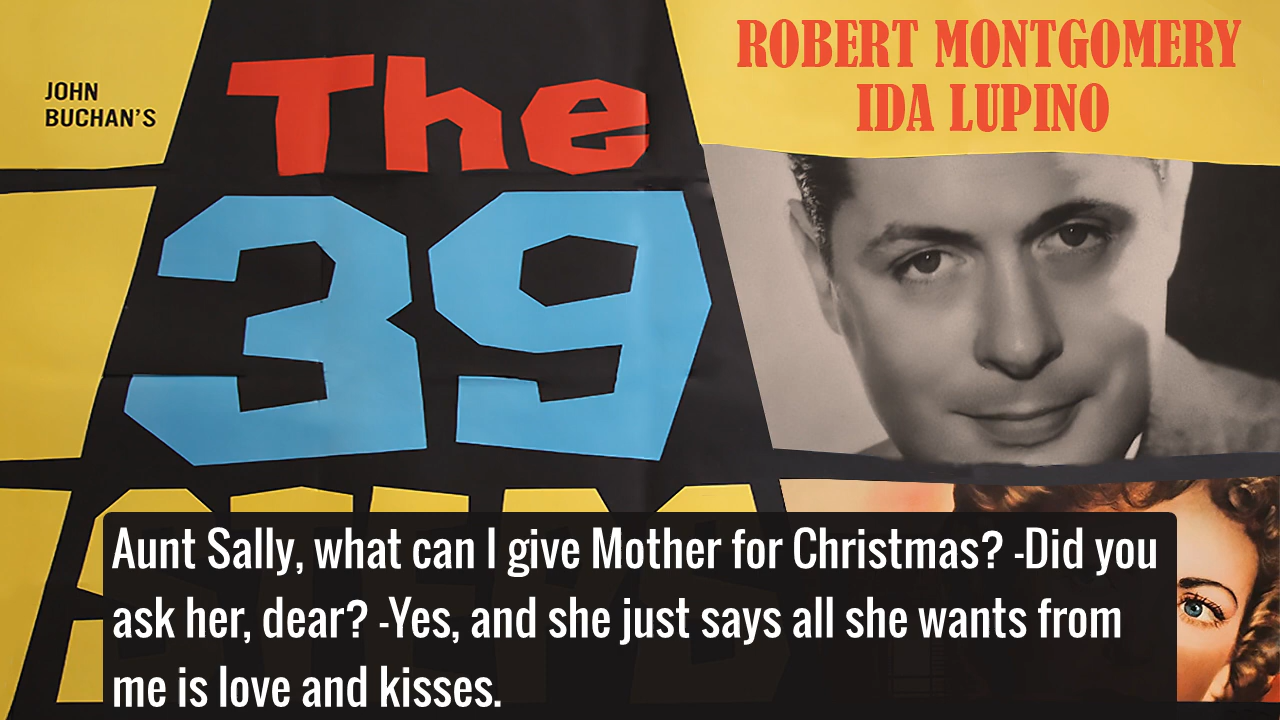 JOHN
BUCHAN'S
The
39
STEPS
ROBERT MONTGOMERY
IDA LUPINO
Aunt Sally, what can I give Mother for Christmas? -Did you
ask her, dear? -Yes, and she just says all she wants from
me is love and kisses.